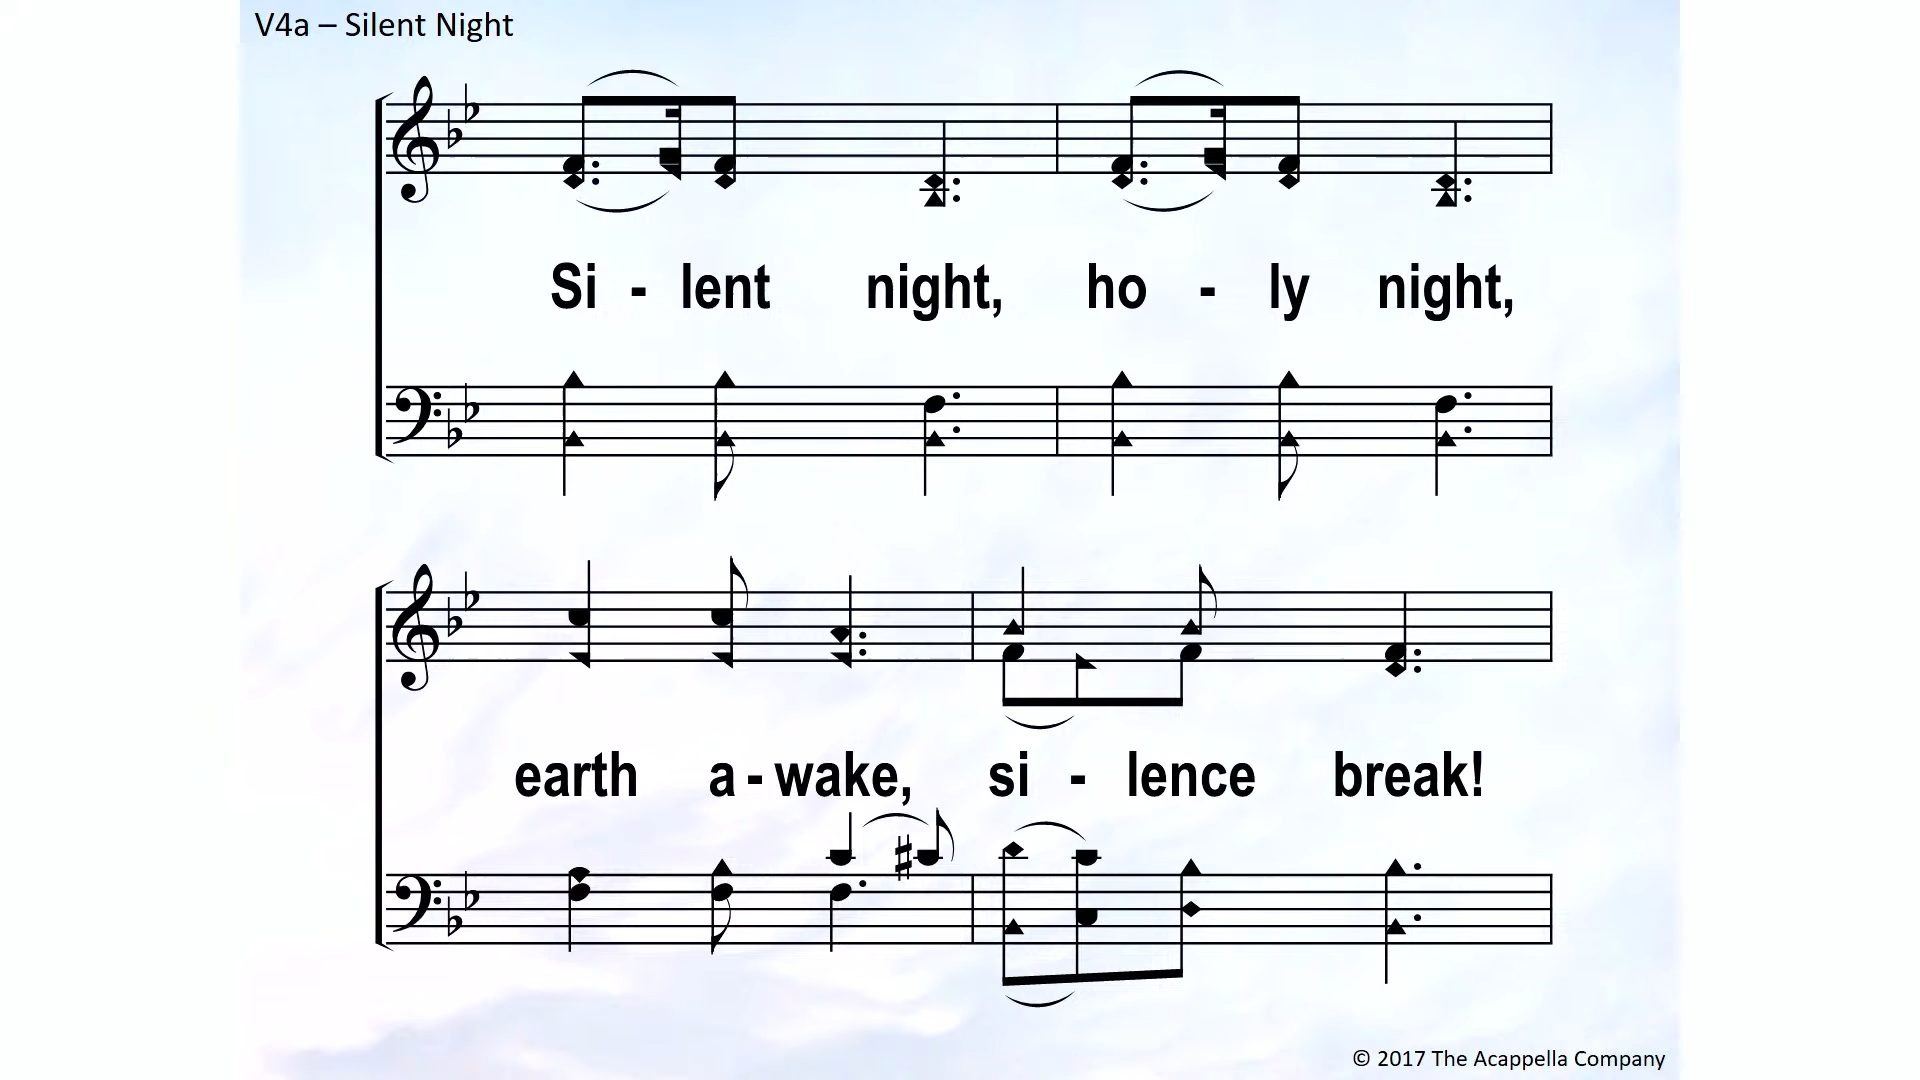 V4a – Silent Night
Si - lent night, ho - ly night,
earth a - wake, si - lence break!
© 2017 The Acappella Company